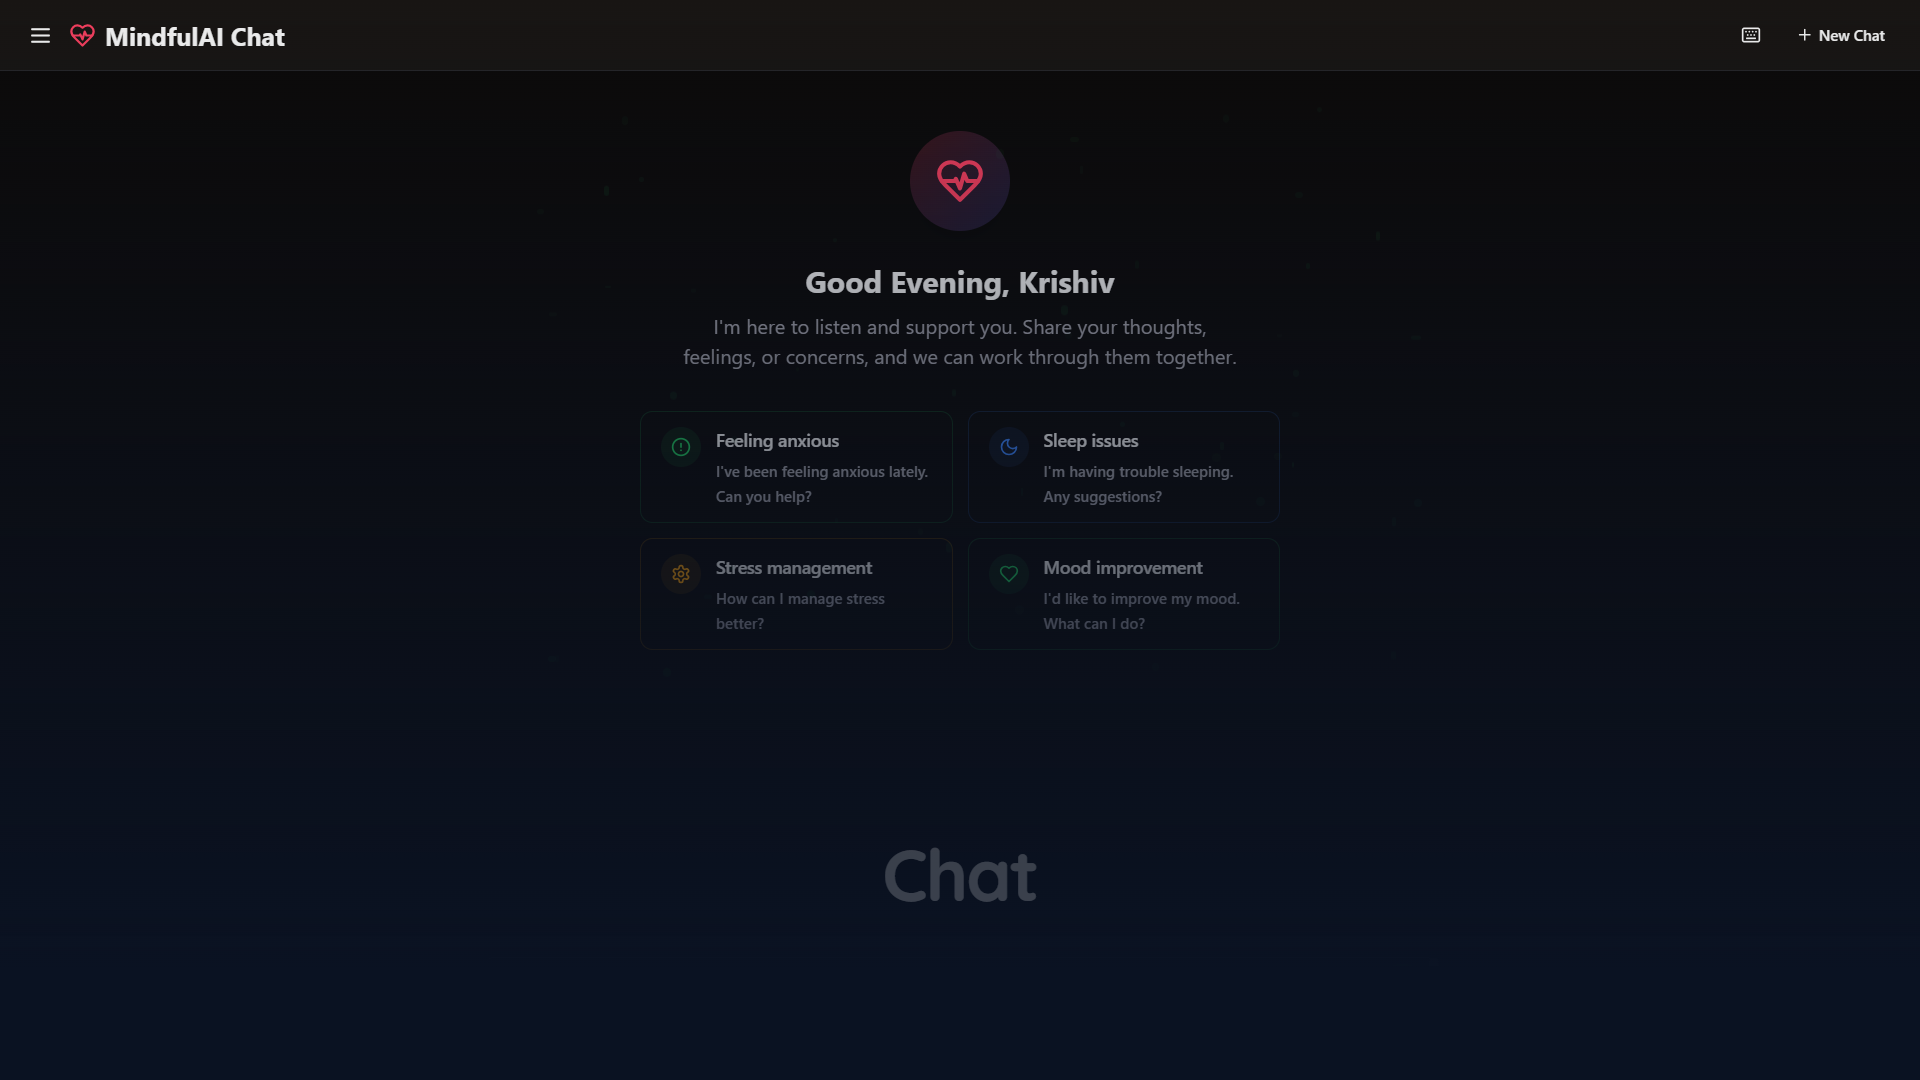 MindfulAI Chat
New Chat
Good Evening, Krishiv
I'm here to listen and support you. Share your thoughts,
feelings, or concerns, and we can work through them together.
Feeling anxious
I've been feeling anxious lately.
Can you help?
Sleep issues
I'm having trouble sleeping.
Any suggestions?
Stress management
How can I manage stress
better?
Mood improvement
I'd like to improve my mood.
What can I do?
Chat